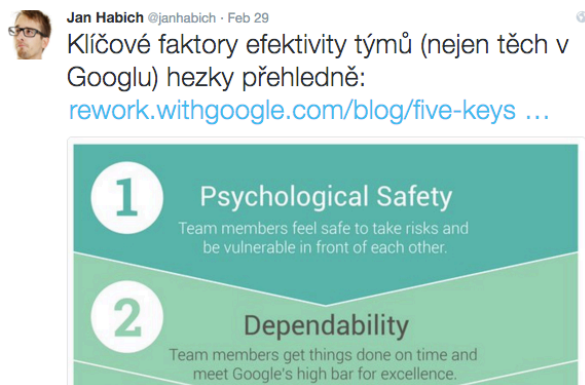 Jan Habich @janhabich · Feb 29
Klíčové faktory efektivity týmů (nejen těch v
Googlu) hezky přehledně:
rework.withgoogle.com/blog/five-keys …
1
Psychological Safety
Team members feel safe to take risks and
be vulnerable in front of each other.
2
Dependability
Team members get things done on time and
meet Google's high bar for excellence.